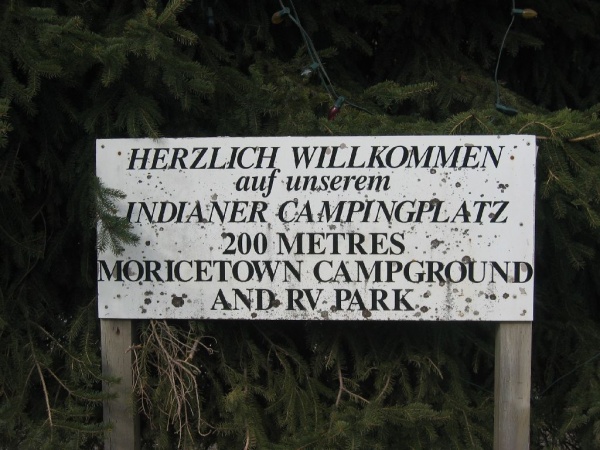 HERZLICH WILLKOMMEN
auf unserem
INDIANER CAMPINGPLATZ
200 METRES
MORICETOWN CAMPGROUND
AND RV PARK